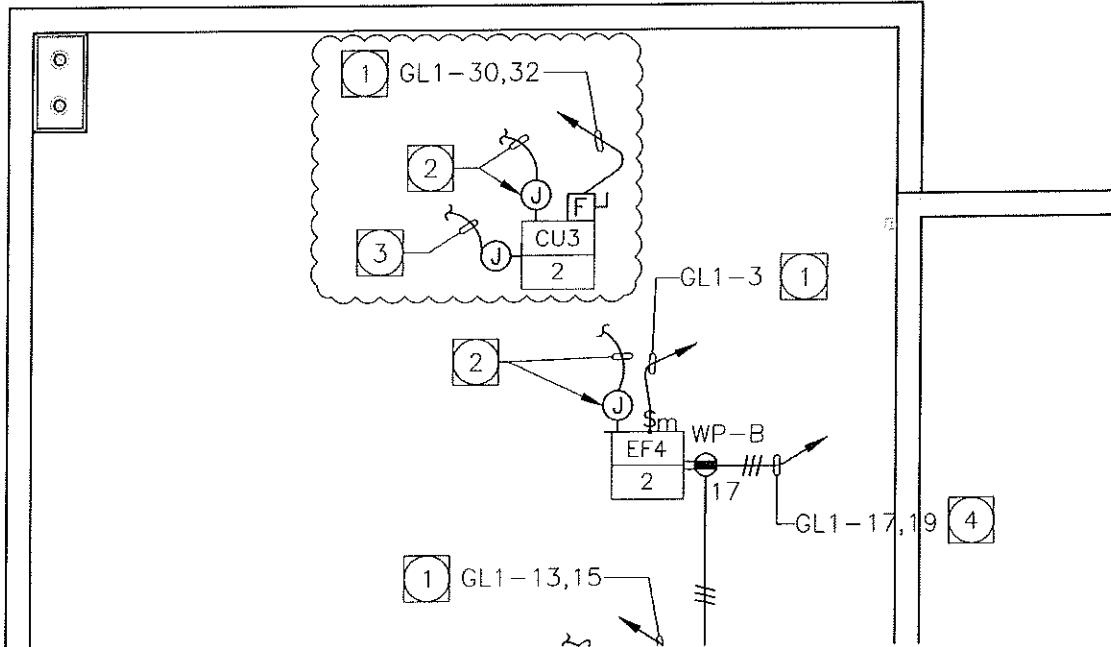 1 GL1-30,32
2
J
F
3
J
CU3
2
GL1-3 1
2
J
$m
WP-B
EF4
2
17
GL1-17,19 4
1 GL1-13,15